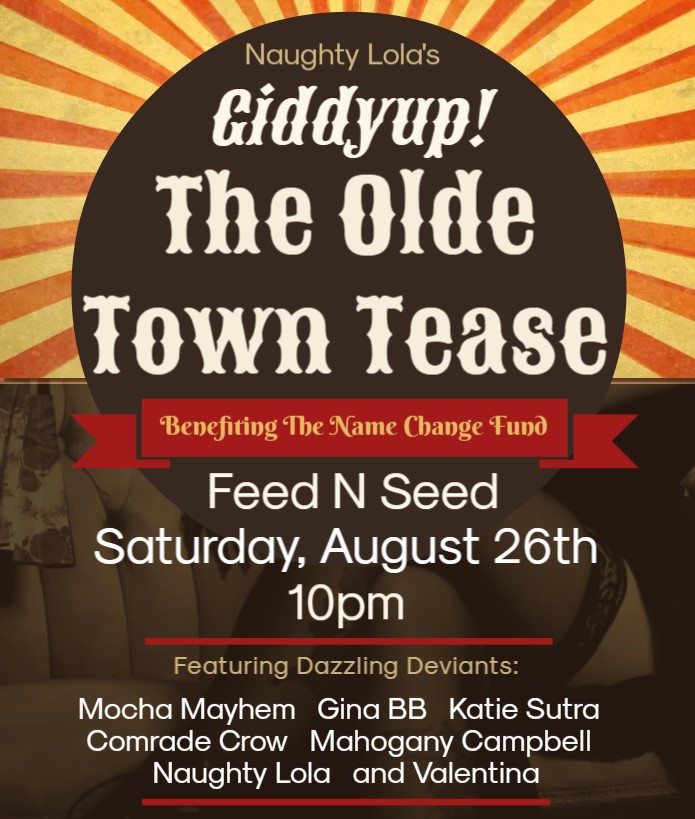 Naughty Lola's
Giddyup!
The Olde
Town Tease
Benefiting The Name Change Fund
Feed N Seed
Saturday, August 26th
10pm
Featuring Dazzling Deviants:
Mocha Mayhem Gina BB Katie Sutra
Comrade Crow Mahogany Campbell
Naughty Lola and Valentina